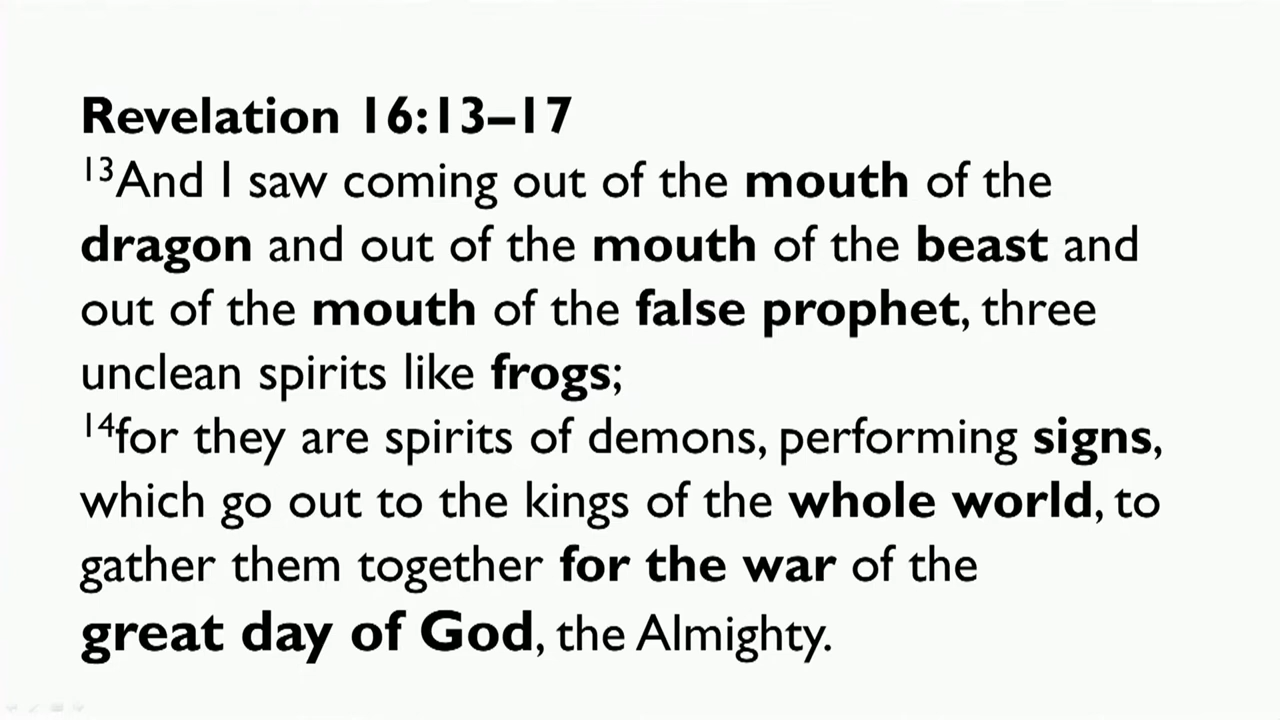 Revelation 16:13–17
13And I saw coming out of the mouth of the
dragon and out of the mouth of the beast and
out of the mouth of the false prophet, three
unclean spirits like frogs;
14for they are spirits of demons, performing signs,
which go out to the kings of the whole world, to
gather them together for the war of the
great day of God, the Almighty.